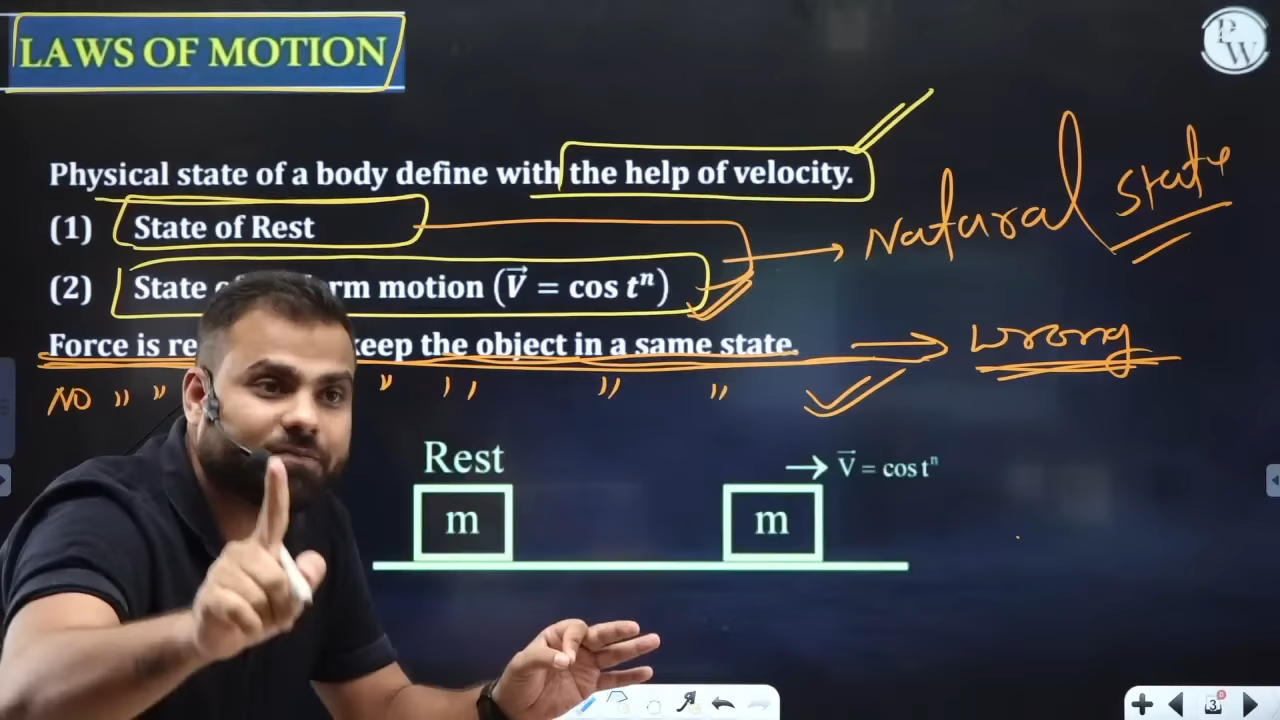 LAWS OF MOTION
PW
Physical state of a body define with the help of velocity.
(1) State of Rest
(2) State rm motion (V⃗ = cos tⁿ)
Natural state
Force is re keep the object in a same state.
wrong
NO " " " " " " "
Rest
V⃗ = cos tⁿ
m m
3